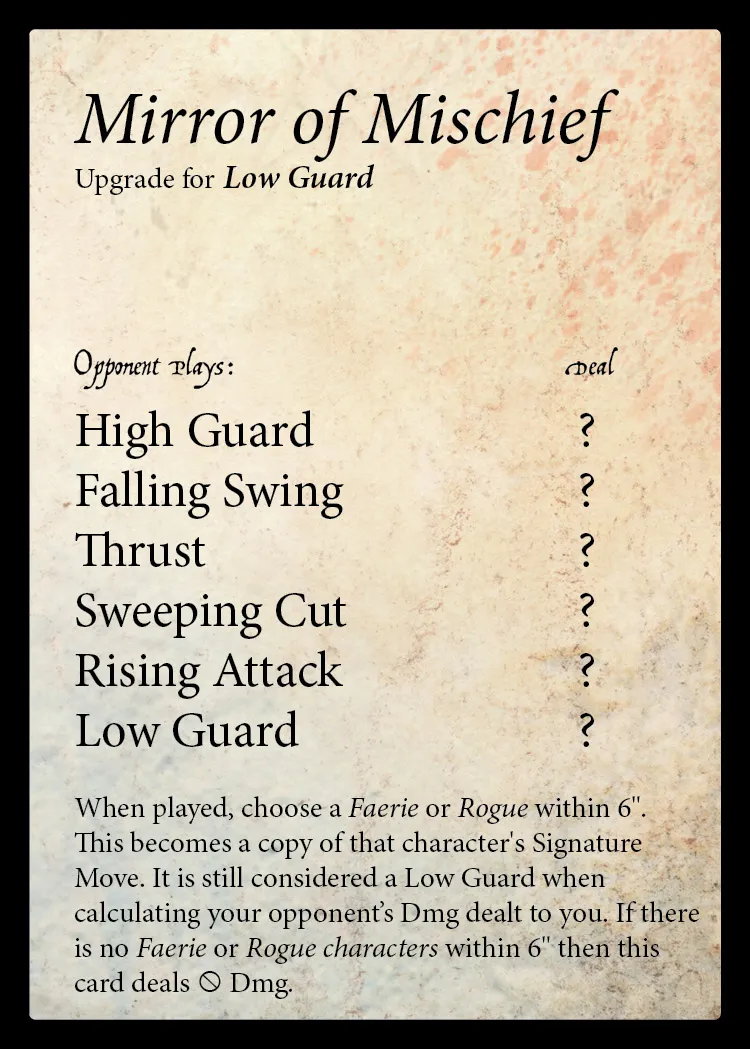 Mirror of Mischief
Upgrade for Low Guard
Opponent Plays: Deal
High Guard ?
Falling Swing ?
Thrust ?
Sweeping Cut ?
Rising Attack ?
Low Guard ?
When played, choose a Faerie or Rogue within 6".
This becomes a copy of that character's Signature
Move. It is still considered a Low Guard when
calculating your opponent’s Dmg dealt to you. If there
is no Faerie or Rogue characters within 6" then this
card deals 🛇 Dmg.